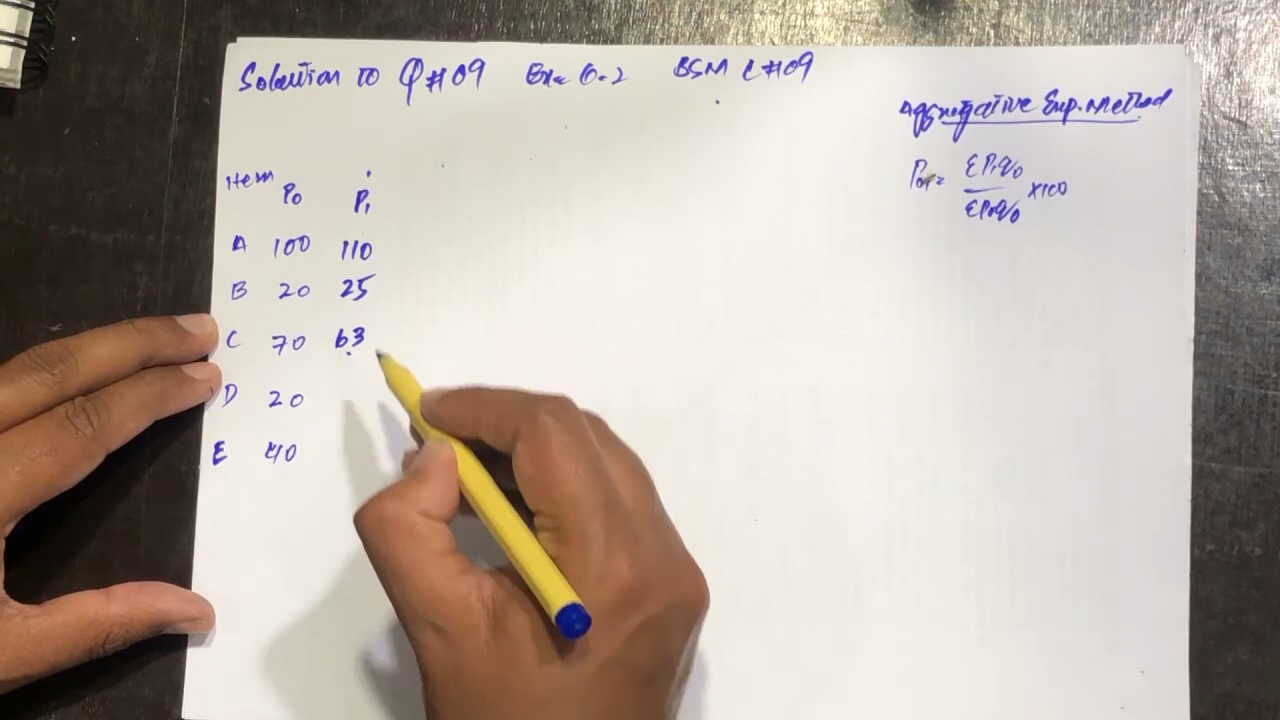 Solution to Q#09 Ex= 6.2 BSM C#09
Aggregative Exp. Method
P₀₁ = ΣP₁q₀ / ΣP₀q₀ ×100
item P₀ P₁
A 100 110
B 20 25
C 70 63
D 20
E 40